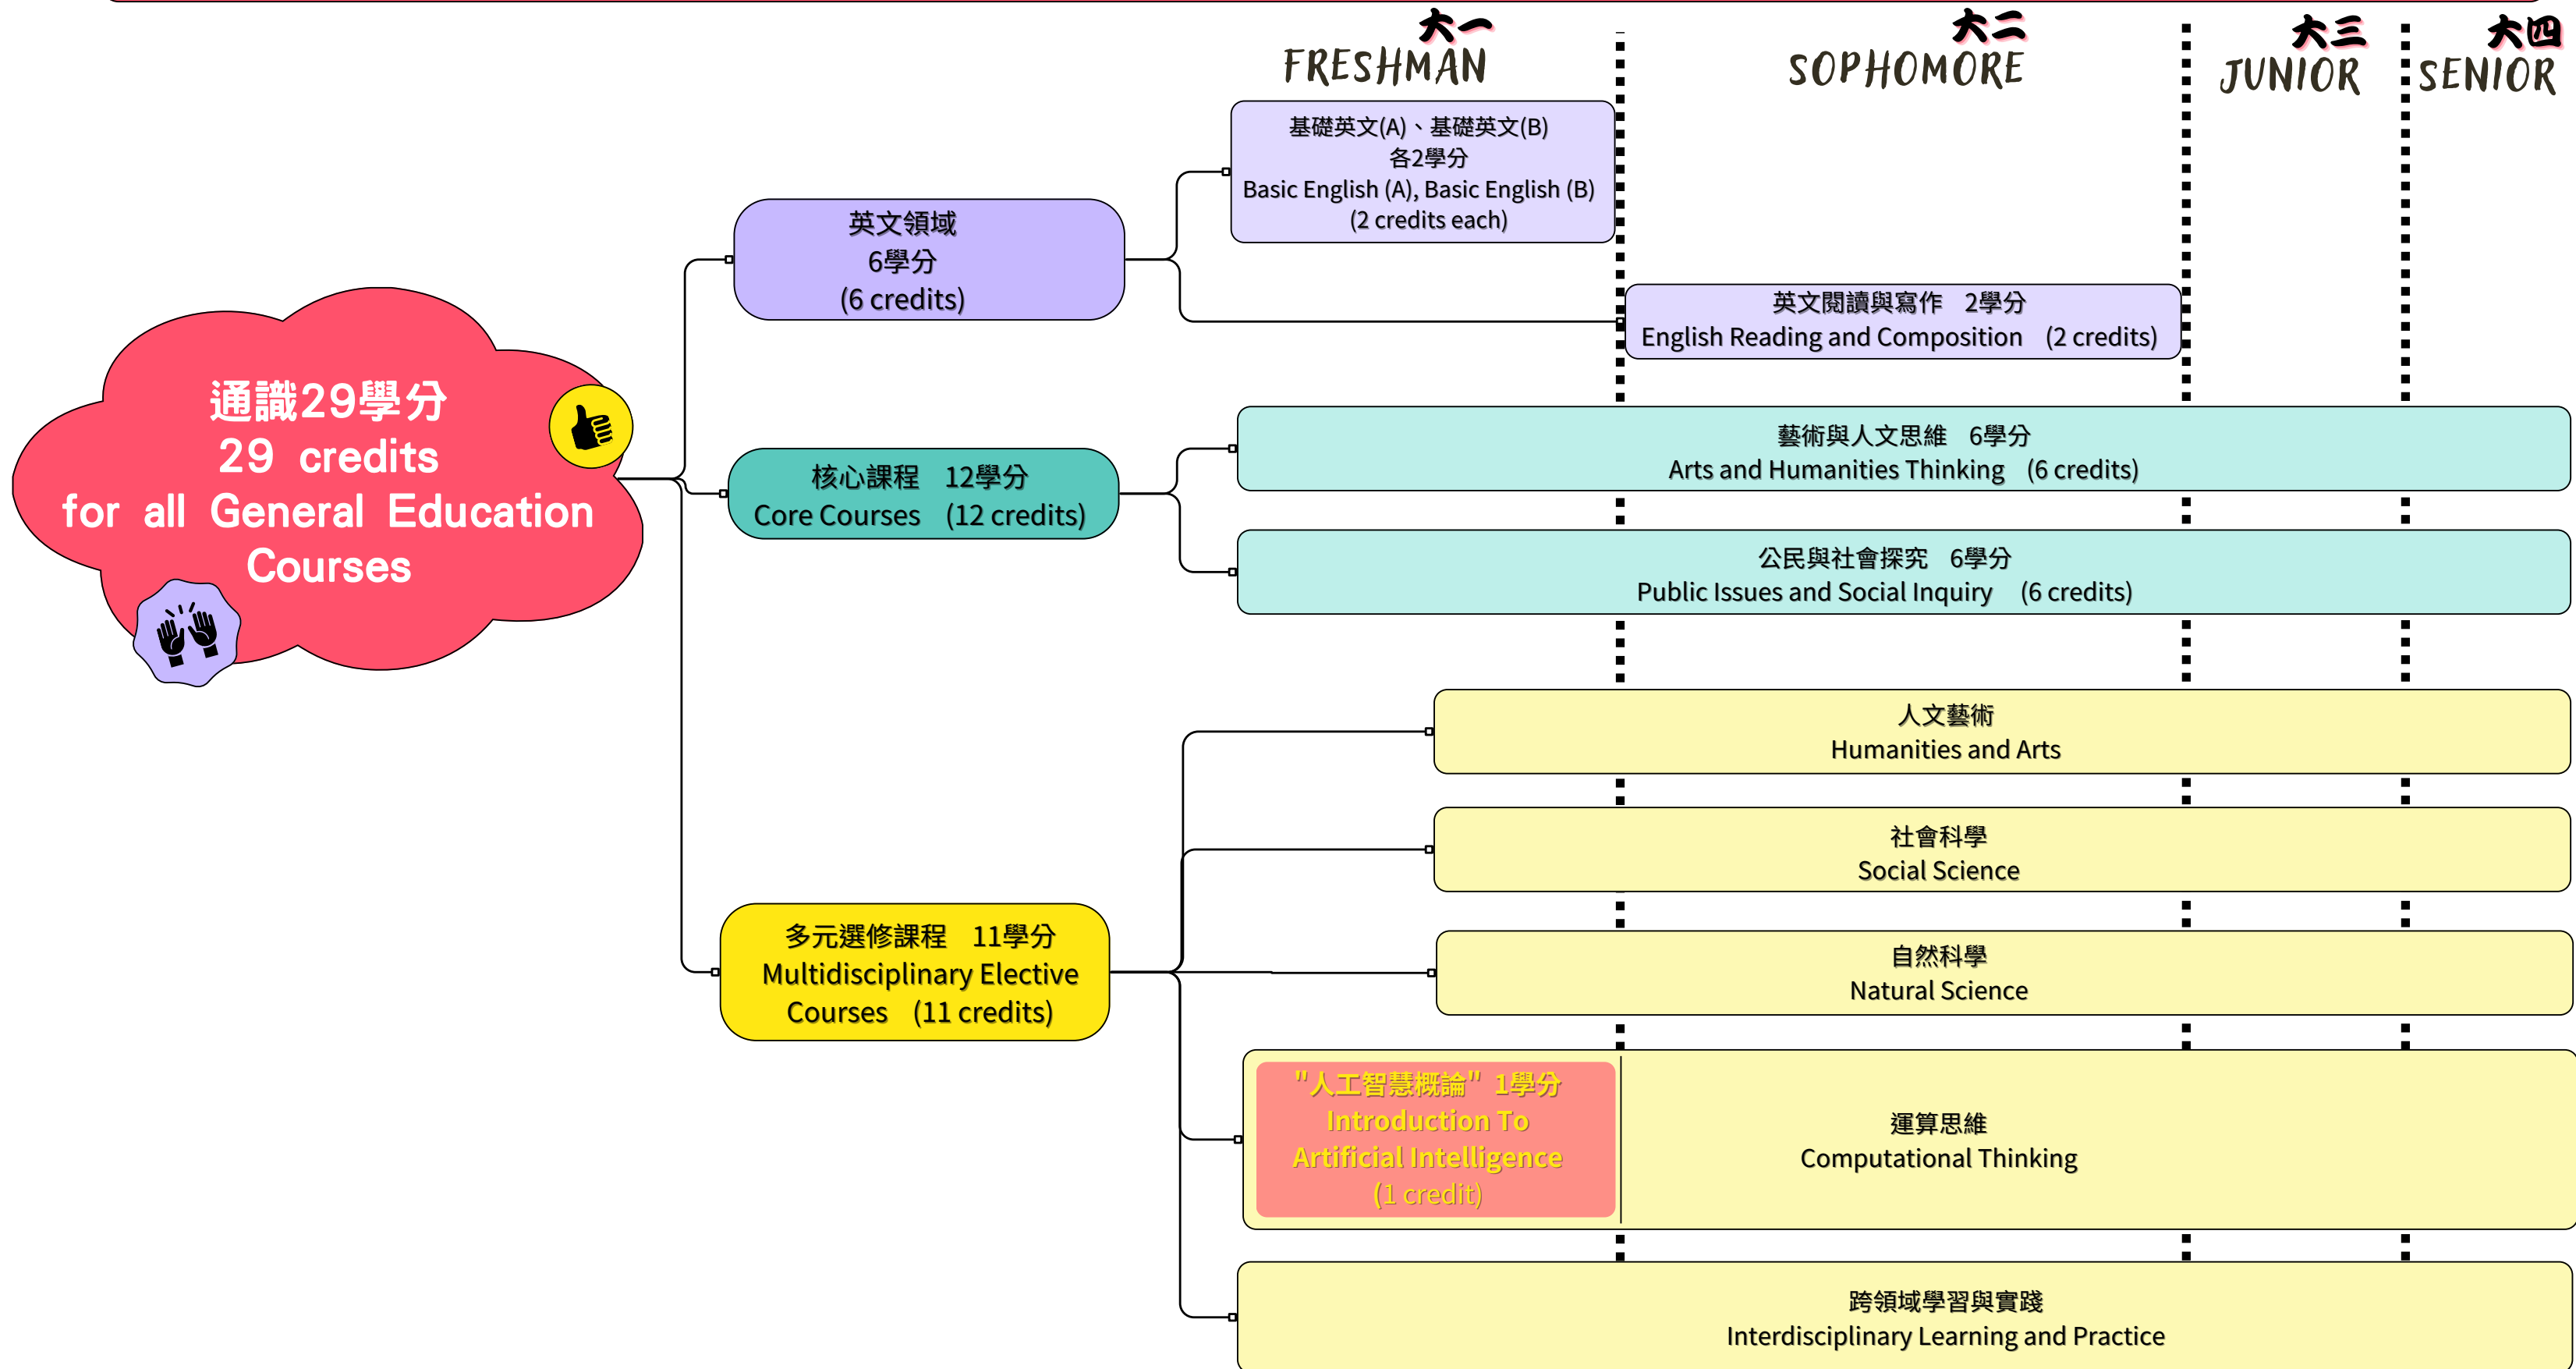 大一
FRESHMAN
大二
SOPHOMORE
大三
JUNIOR
大四
SENIOR
通識29學分
29 credits
for all General Education
Courses
英文領域
6學分
(6 credits)
基礎英文(A)、基礎英文(B)
各2學分
Basic English (A), Basic English (B)
(2 credits each)
英文閱讀與寫作 2學分
English Reading and Composition (2 credits)
核心課程 12學分
Core Courses (12 credits)
藝術與人文思維 6學分
Arts and Humanities Thinking (6 credits)
公民與社會探究 6學分
Public Issues and Social Inquiry (6 credits)
多元選修課程 11學分
Multidisciplinary Elective
Courses (11 credits)
人文藝術
Humanities and Arts
社會科學
Social Science
自然科學
Natural Science
"人工智慧概論" 1學分
Introduction To
Artificial Intelligence
(1 credit)
運算思維
Computational Thinking
跨領域學習與實踐
Interdisciplinary Learning and Practice